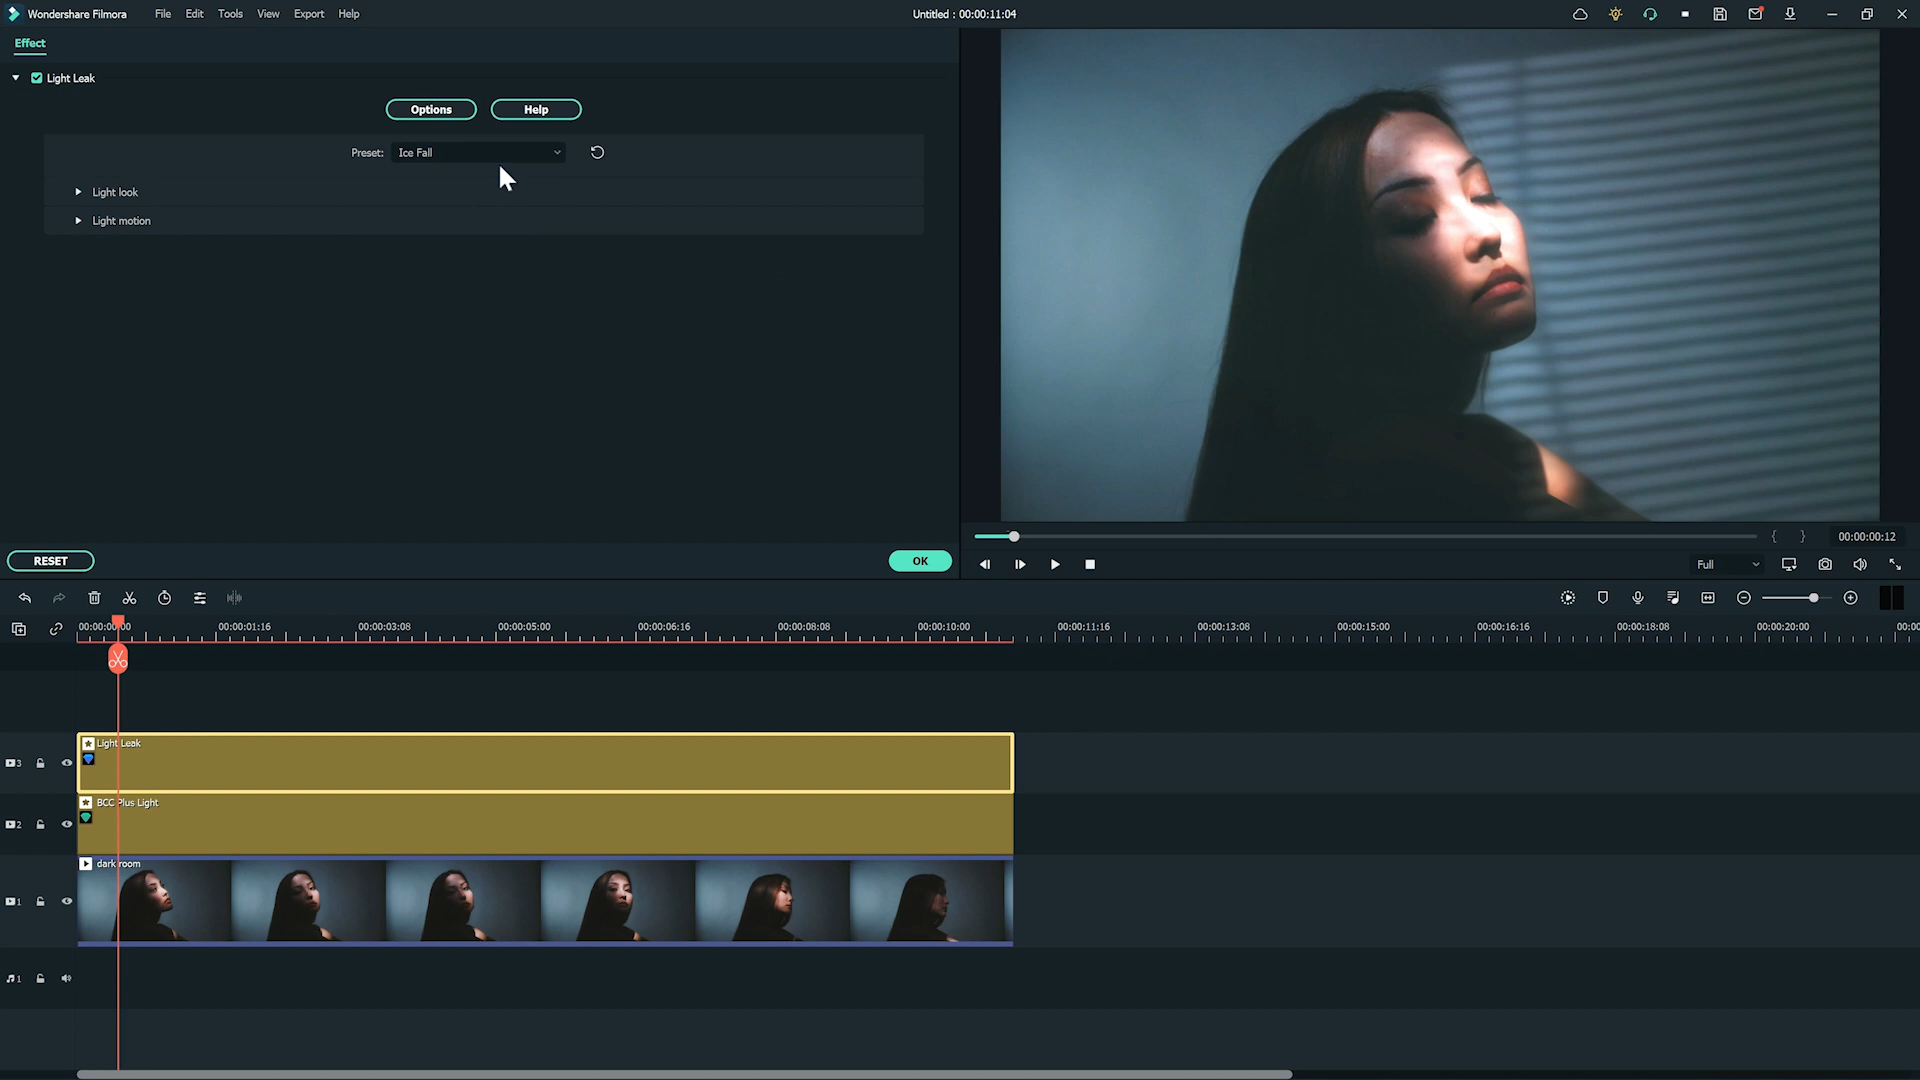 Wondershare Filmora File Edit Tools View Export Help Untitled : 00:00:11:04
Effect
Light Leak
Options Help
Preset: Ice Fall
Light look
Light motion
00:00:00:12
RESET OK
Full
00:00:00:00 00:00:01:16 00:00:03:08 00:00:05:00 00:00:06:16 00:00:08:08 00:00:10:00 00:00:11:16 00:00:13:08 00:00:15:00 00:00:16:16 00:00:18:08 00:00:20:00
Light Leak
3
BCC Plus Light
2
dark room
1
1